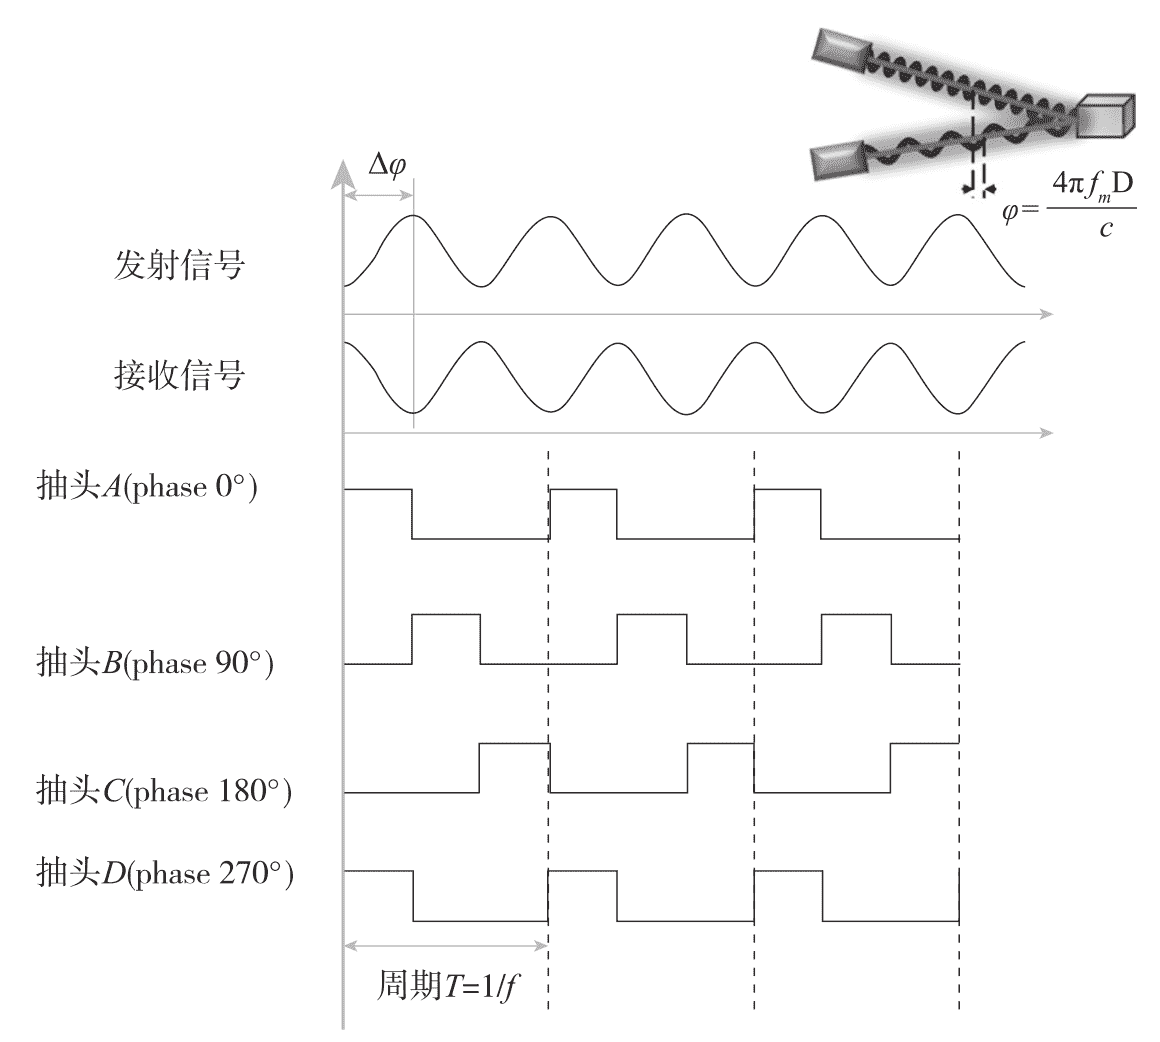 Δφ
φ=4πfₘD/c
发射信号
接收信号
抽头A(phase 0°)
抽头B(phase 90°)
抽头C(phase 180°)
抽头D(phase 270°)
周期T=1/f